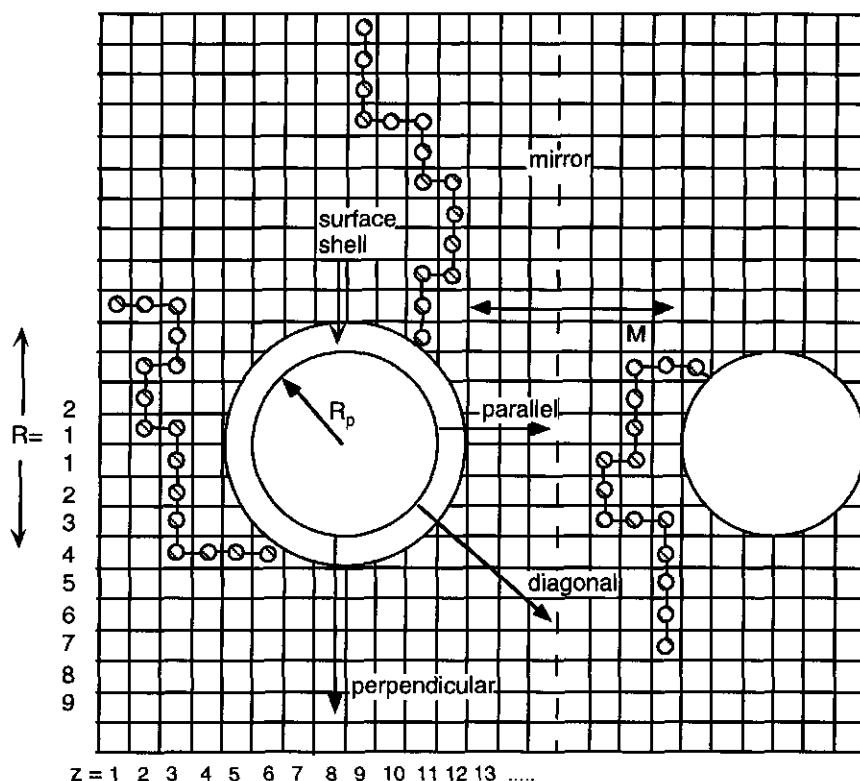 mirror
surface
shell
M
R_p
parallel
R=
2
1
1
2
3
4
5
6
7
8
9
diagonal
perpendicular
z = 1 2 3 4 5 6 7 8 9 10 11 12 13 .....